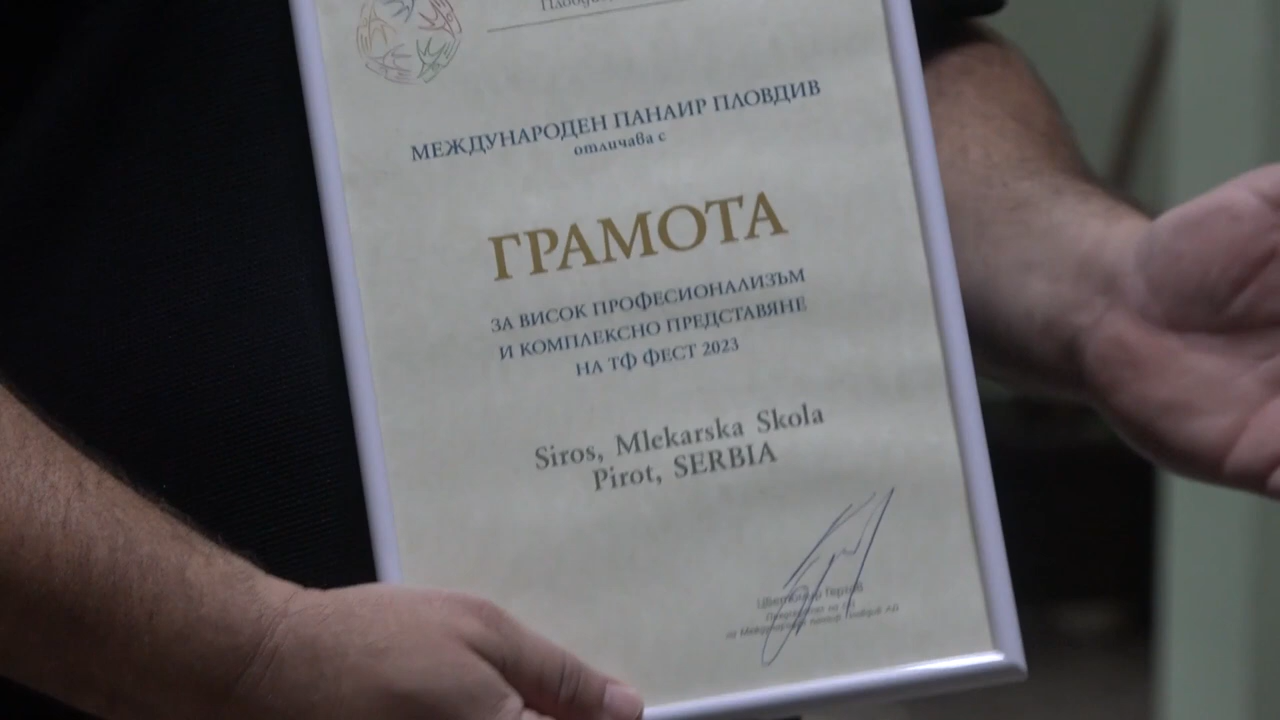 МЕЖДУНАРОДЕН ПАНАИР ПЛОВДИВ
отличава с
ГРАМОТА
ЗА ВИСОК ПРОФЕСИОНАЛИЗЪМ
И КОМПЛЕКСНО ПРЕДСТАВЯНЕ
НА ТФ ФЕСТ 2023
Siros, Mlekarska Skola
Pirot, SERBIA